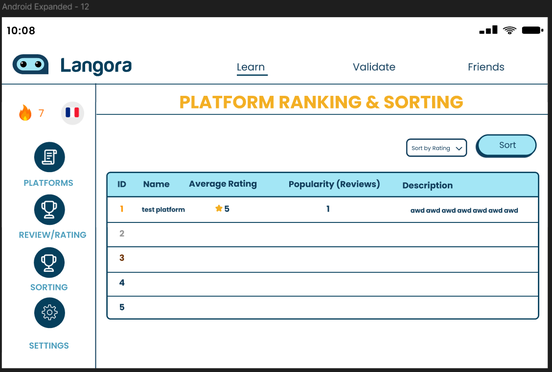 Android Expanded - 12
10:08
Langora
Learn Validate Friends
7
PLATFORM RANKING & SORTING
Sort by Rating Sort
PLATFORMS
REVIEW/RATING
SORTING
SETTINGS
ID Name Average Rating Popularity (Reviews) Description
1 test platform 5 1 awd awd awd awd awd awd awd
2
3
4
5